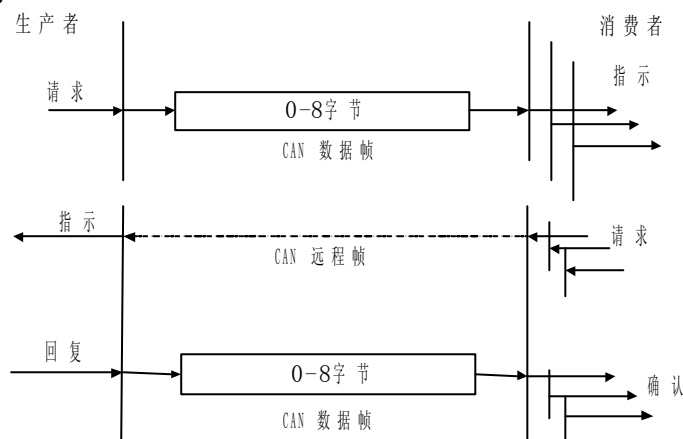 生产者
消费者
指示
请求
0-8字节
CAN 数据帧
指示
请求
CAN 远程帧
回复
0-8字节
确认
CAN 数据帧